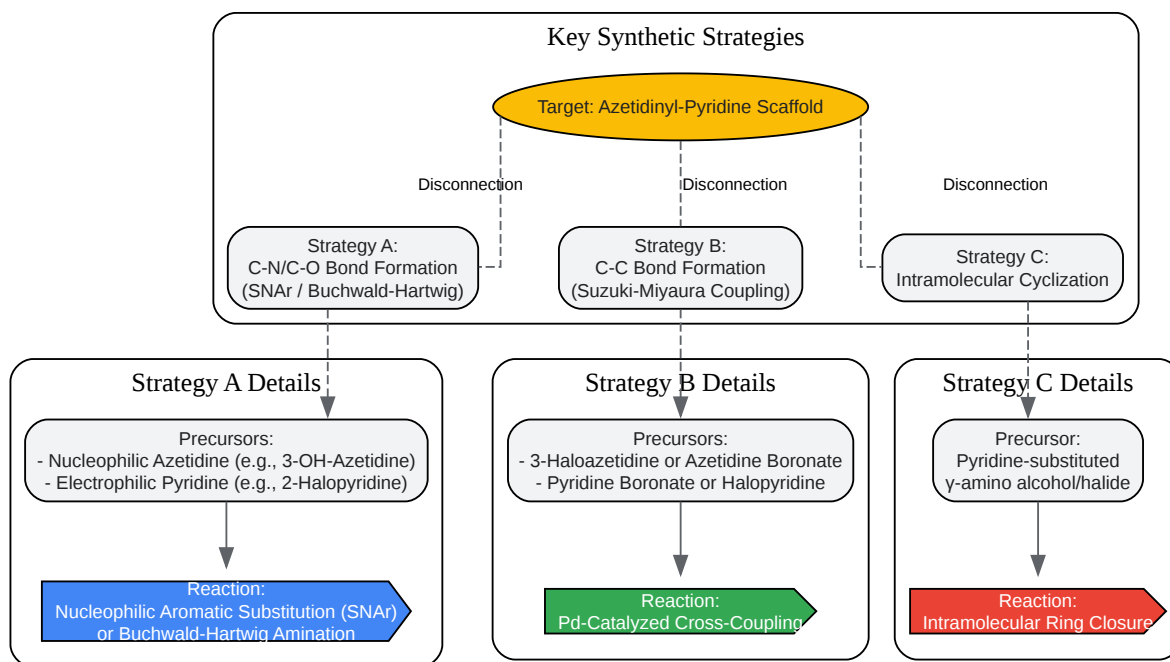 Key Synthetic Strategies
Target: Azetidinyl-Pyridine Scaffold
Disconnection
Disconnection
Disconnection
Strategy A:
C-N/C-O Bond Formation
(SNAr / Buchwald-Hartwig)
Strategy B:
C-C Bond Formation
(Suzuki-Miyaura Coupling)
Strategy C:
Intramolecular Cyclization
Strategy A Details
Precursors:
- Nucleophilic Azetidine (e.g., 3-OH-Azetidine)
- Electrophilic Pyridine (e.g., 2-Halopyridine)
Reaction:
Nucleophilic Aromatic Substitution (SNAr)
or Buchwald-Hartwig Amination
Strategy B Details
Precursors:
- 3-Haloazetidine or Azetidine Boronate
- Pyridine Boronate or Halopyridine
Reaction:
Pd-Catalyzed Cross-Coupling
Strategy C Details
Precursor:
Pyridine-substituted
γ-amino alcohol/halide
Reaction:
Intramolecular Ring Closure